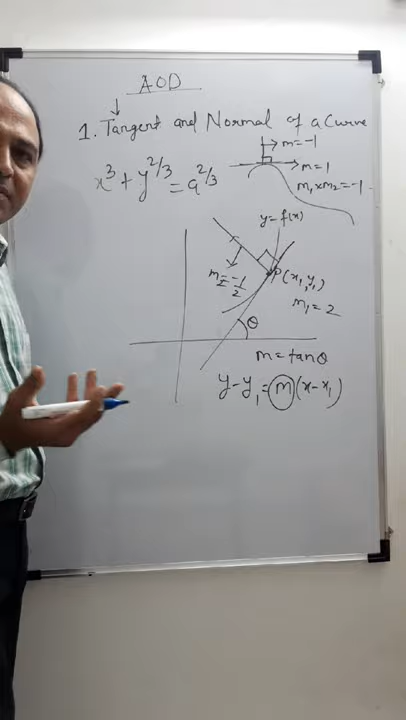 AOD
1. Tangent and Normal of a Curve
m=-1
m=1
m₁×m₂=-1
x³+y^2/3=a^2/3
y=f(x)
m₂=-1/2
P(x₁,y₁)
m₁=2
θ
m=tanθ
y-y₁=m(x-x₁)